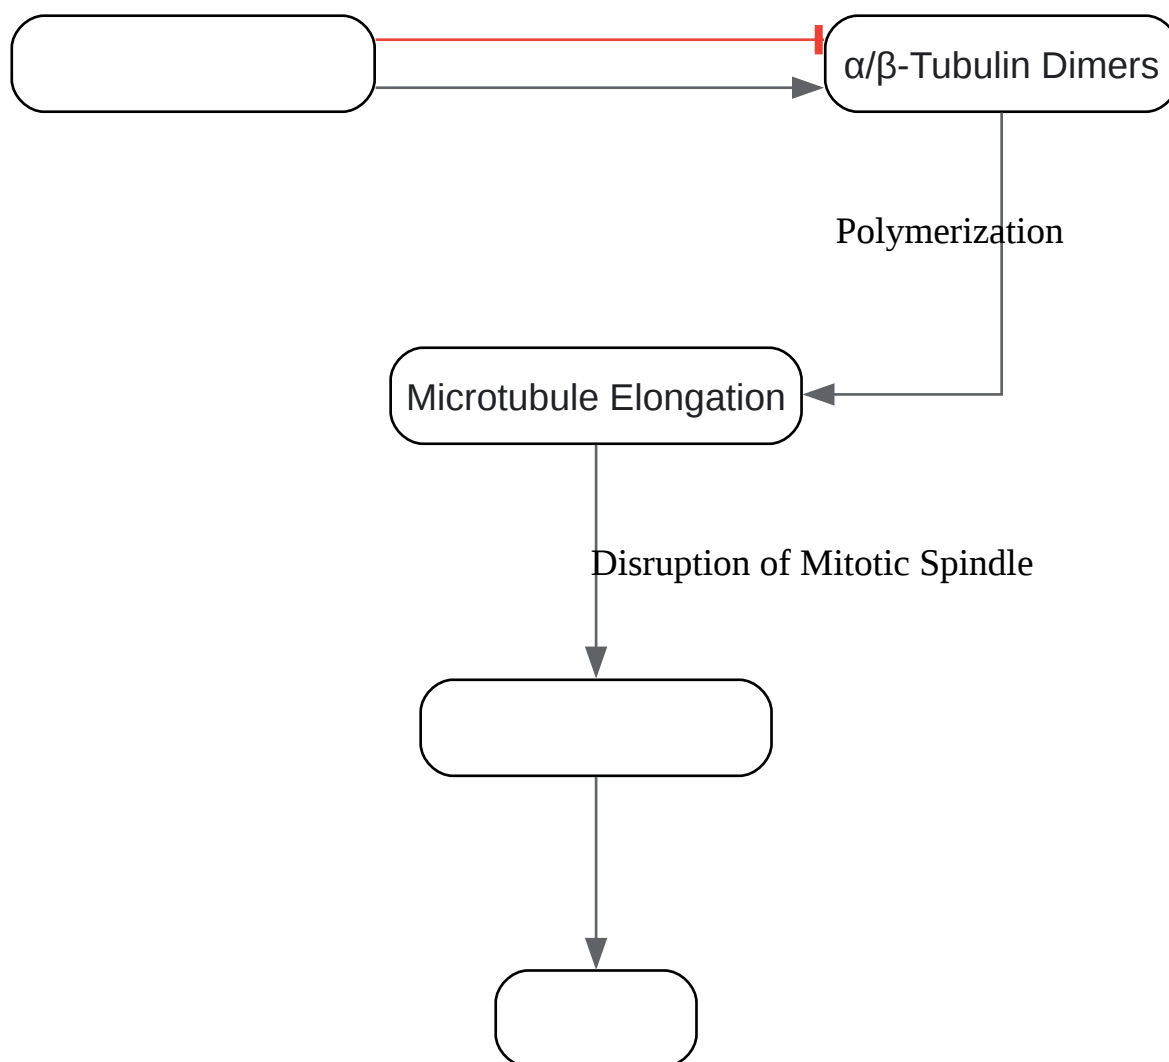 α/β-Tubulin Dimers
Polymerization
Microtubule Elongation
Disruption of Mitotic Spindle